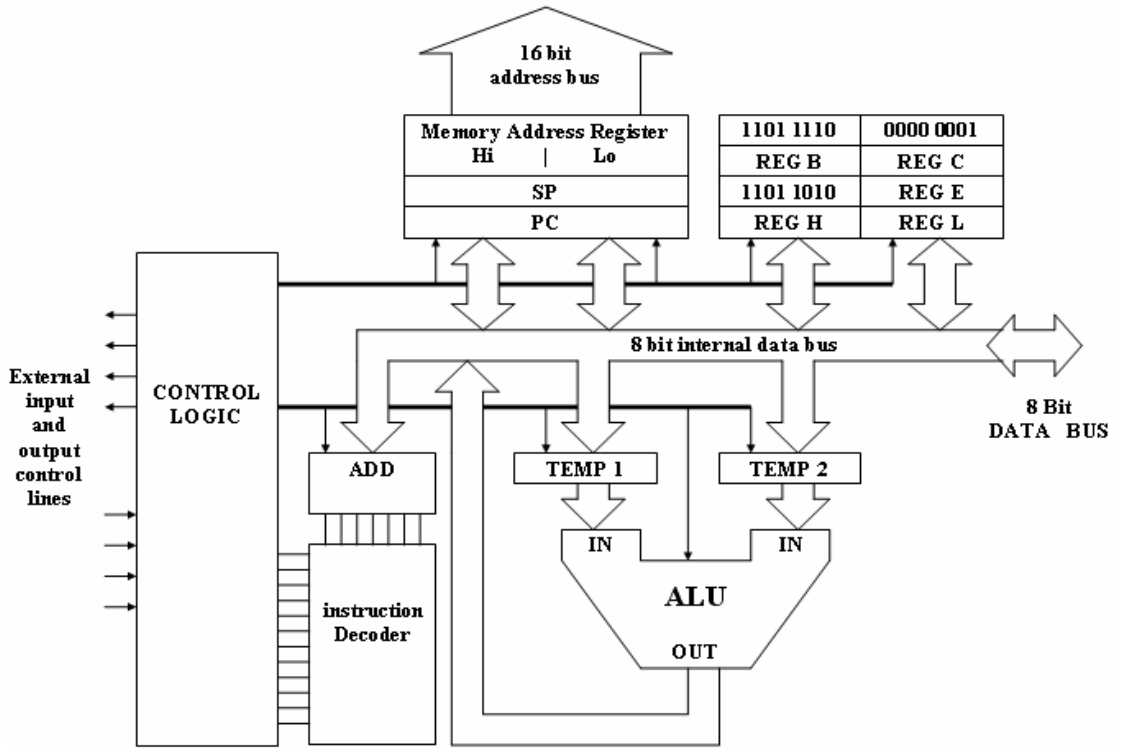 16 bit
address bus
Memory Address Register
Hi | Lo
SP
PC
1101 1110 0000 0001
REG B REG C
1101 1010 REG E
REG H REG L
8 bit internal data bus
8 Bit
DATA BUS
External
input
and
output
control
lines
CONTROL
LOGIC
ADD
TEMP 1
TEMP 2
IN
IN
ALU
OUT
instruction
Decoder